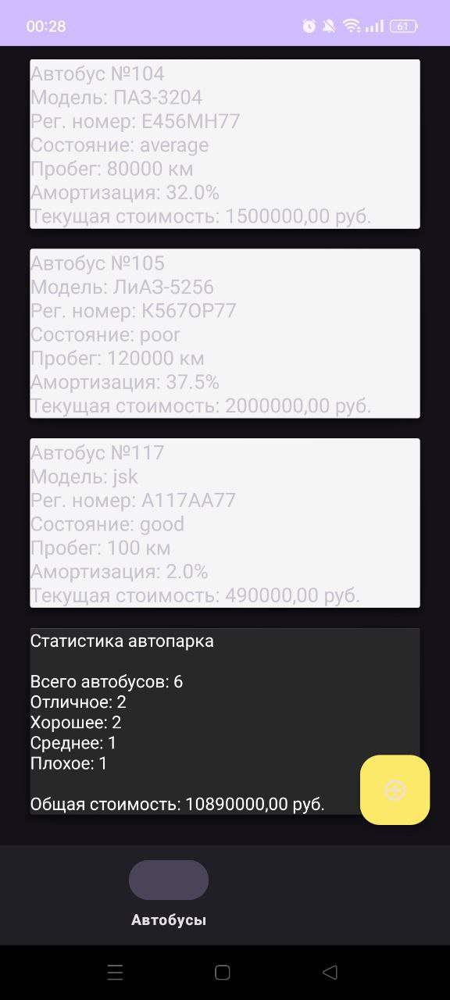 00:28
61
Автобус №104
Модель: ПАЗ-3204
Рег. номер: Е456МН77
Состояние: average
Пробег: 80000 км
Амортизация: 32.0%
Текущая стоимость: 1500000,00 руб.
Автобус №105
Модель: ЛиАЗ-5256
Рег. номер: К567ОР77
Состояние: poor
Пробег: 120000 км
Амортизация: 37.5%
Текущая стоимость: 2000000,00 руб.
Автобус №117
Модель: jsk
Рег. номер: А117АА77
Состояние: good
Пробег: 100 км
Амортизация: 2.0%
Текущая стоимость: 490000,00 руб.
Статистика автопарка
Всего автобусов: 6
Отличное: 2
Хорошее: 2
Среднее: 1
Плохое: 1
Общая стоимость: 10890000,00 руб.
Автобусы